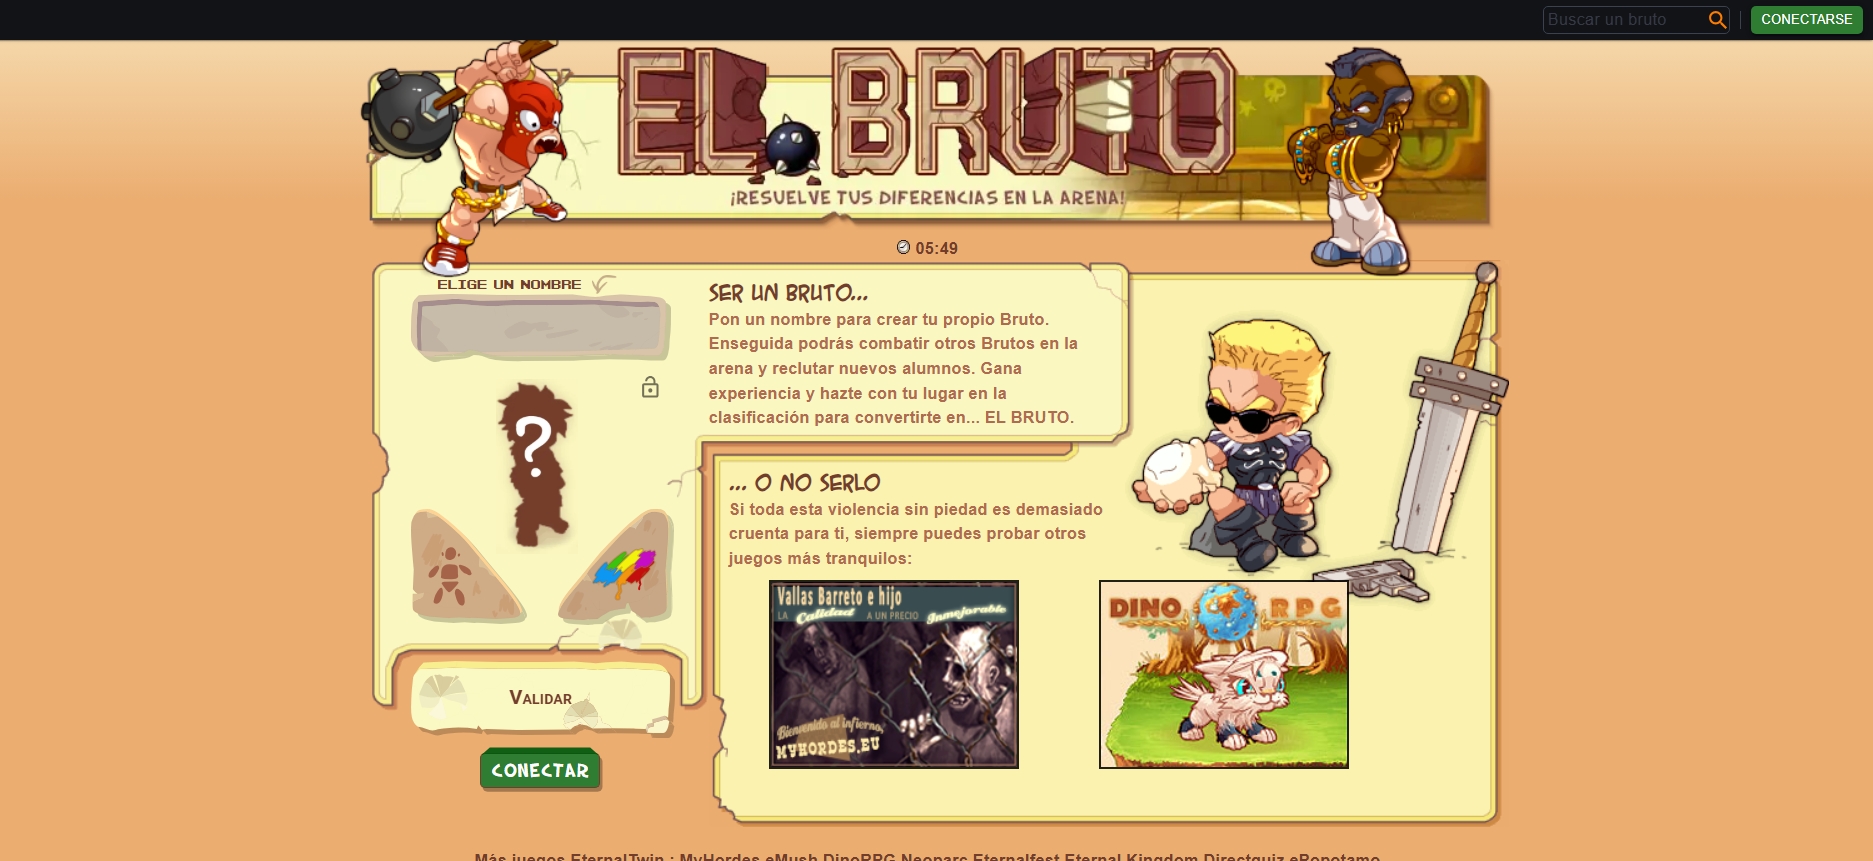 Buscar un bruto
CONECTARSE
EL BRUTO
¡RESUELVE TUS DIFERENCIAS EN LA ARENA!
05:49
ELIGE UN NOMBRE
SER UN BRUTO...
Pon un nombre para crear tu propio Bruto.
Enseguida podrás combatir otros Brutos en la
arena y reclutar nuevos alumnos. Gana
experiencia y hazte con tu lugar en la
clasificación para convertirte en... EL BRUTO.
?
... O NO SERLO
Si toda esta violencia sin piedad es demasiado
cruenta para ti, siempre puedes probar otros
juegos más tranquilos:
Vallas Barreto e hijo
LA Calidad A UN PRECIO Inmejorable
Bienvenido al infierno,
MYHORDES.EU
DINO RPG
Validar
CONECTAR
Más juegos EternalTwin : MyHordes eMush DinoRPG Neoparc Eternalfest Eternal Kingdom Directquiz ePopotamo